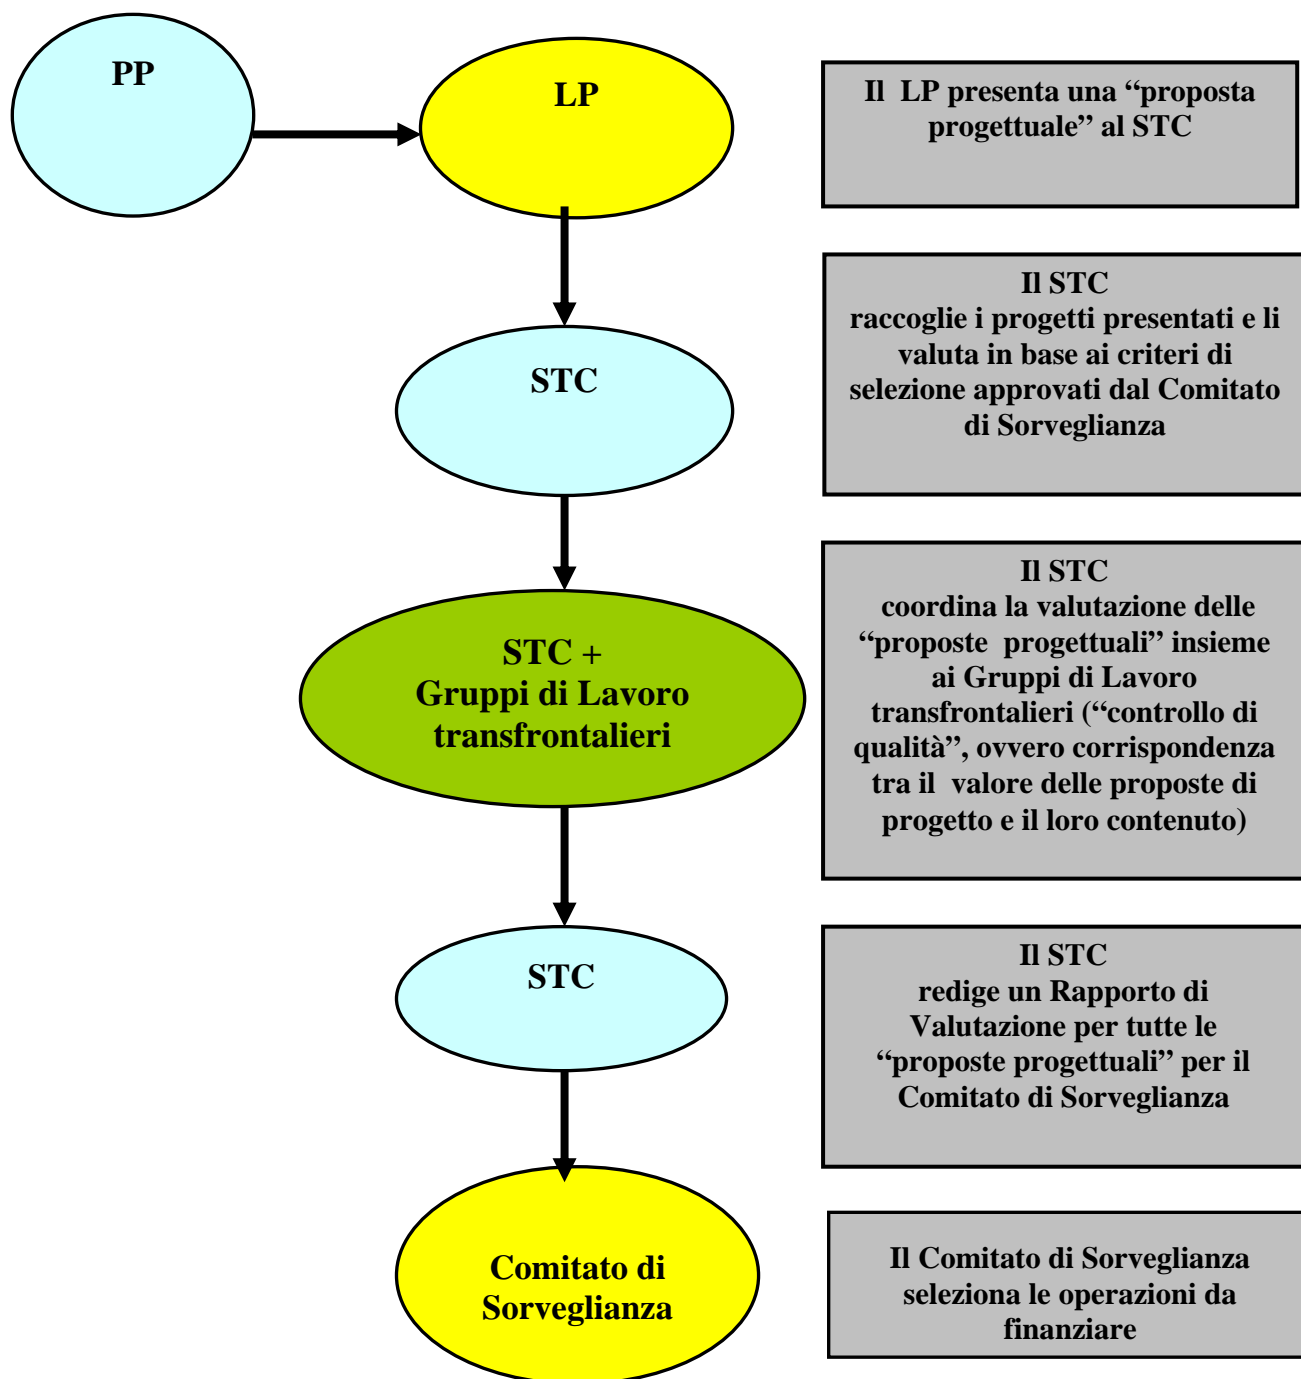 PP
LP
Il LP presenta una “proposta
progettuale” al STC
STC
Il STC
raccoglie i progetti presentati e li
valuta in base ai criteri di
selezione approvati dal Comitato
di Sorveglianza
STC +
Gruppi di Lavoro
transfrontalieri
Il STC
coordina la valutazione delle
“proposte progettuali” insieme
ai Gruppi di Lavoro
transfrontalieri (“controllo di
qualità”, ovvero corrispondenza
tra il valore delle proposte di
progetto e il loro contenuto)
STC
Il STC
redige un Rapporto di
Valutazione per tutte le
“proposte progettuali” per il
Comitato di Sorveglianza
Comitato di
Sorveglianza
Il Comitato di Sorveglianza
seleziona le operazioni da
finanziare